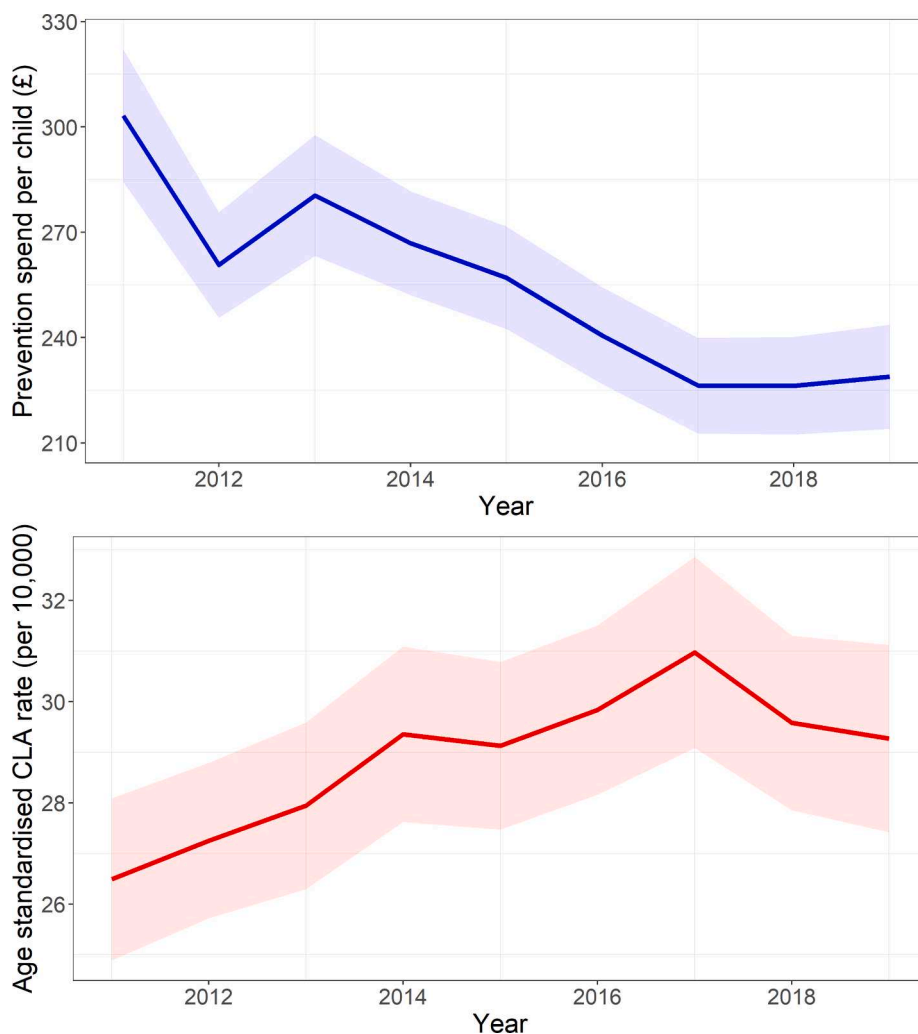 Prevention spend per child (£)
330
300
270
240
210
2012 2014 2016 2018
Year
Age standardised CLA rate (per 10,000)
32
30
28
26
2012 2014 2016 2018
Year